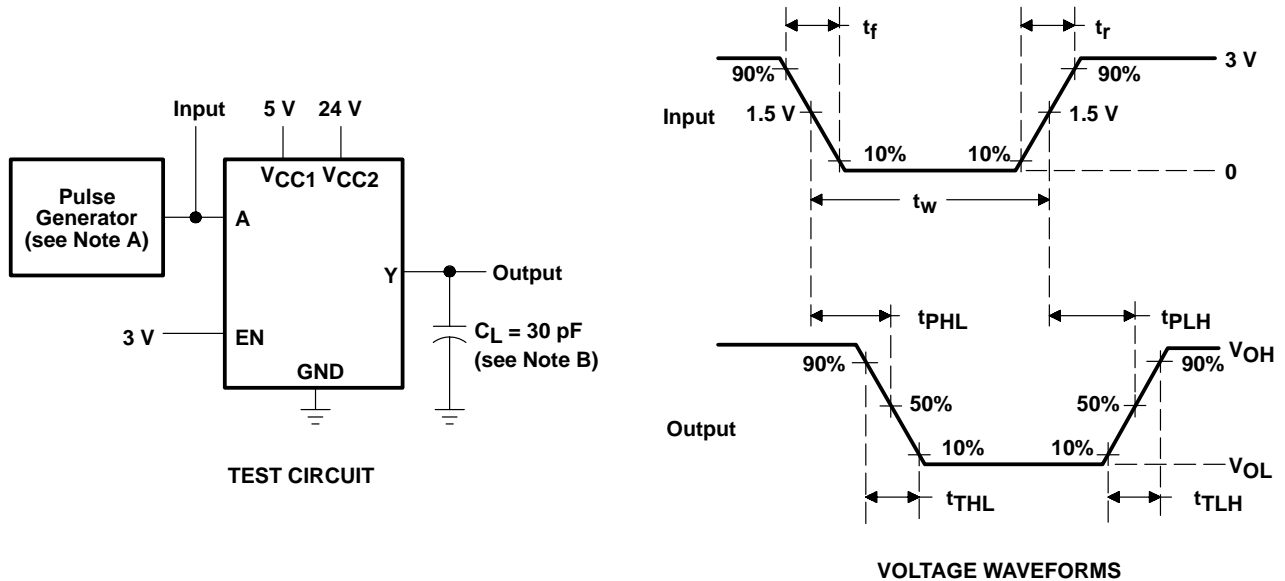 Input
5 V
24 V
VCC1
VCC2
Pulse
Generator
(see Note A)
A
Y
Output
3 V
EN
CL = 30 pF
(see Note B)
GND
TEST CIRCUIT
tf
tr
3 V
90%
90%
Input
1.5 V
1.5 V
10%
10%
0
tw
tPHL
tPLH
VOH
90%
90%
50%
50%
Output
10%
10%
VOL
tTHL
tTLH
VOLTAGE WAVEFORMS